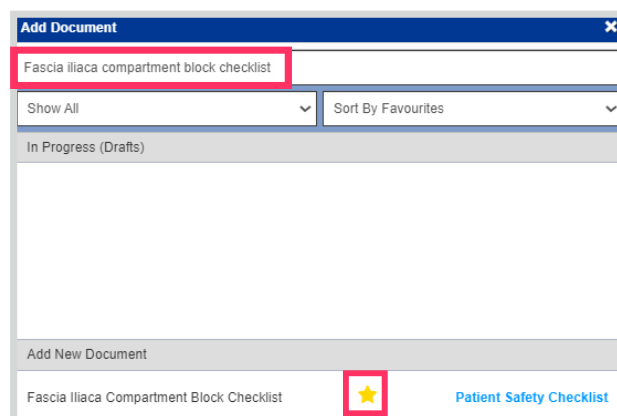 Add Document
Fascia iliaca compartment block checklist
Show All Sort By Favourites
In Progress (Drafts)
Add New Document
Fascia Iliaca Compartment Block Checklist Patient Safety Checklist